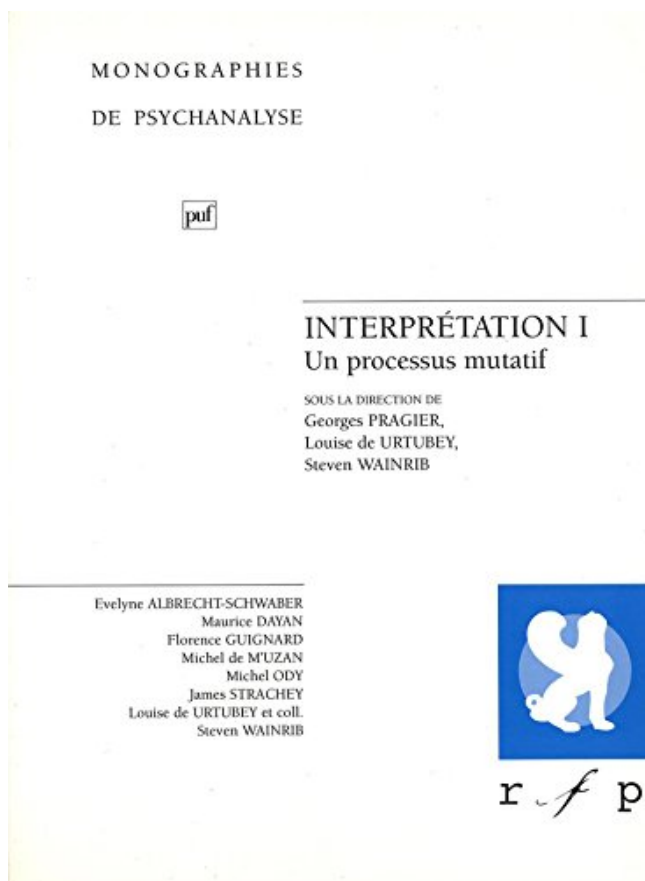 MONOGRAPHIES
DE PSYCHANALYSE
puf
INTERPRÉTATION I
Un processus mutatif
SOUS LA DIRECTION DE
Georges PRAGIER,
Louise de URTUBEY,
Steven WAINRIB
Evelyne ALBRECHT-SCHWABER
Maurice DAYAN
Florence GUIGNARD
Michel de M'UZAN
Michel ODY
James STRACHEY
Louise de URTUBEY et coll.
Steven WAINRIB
r f p